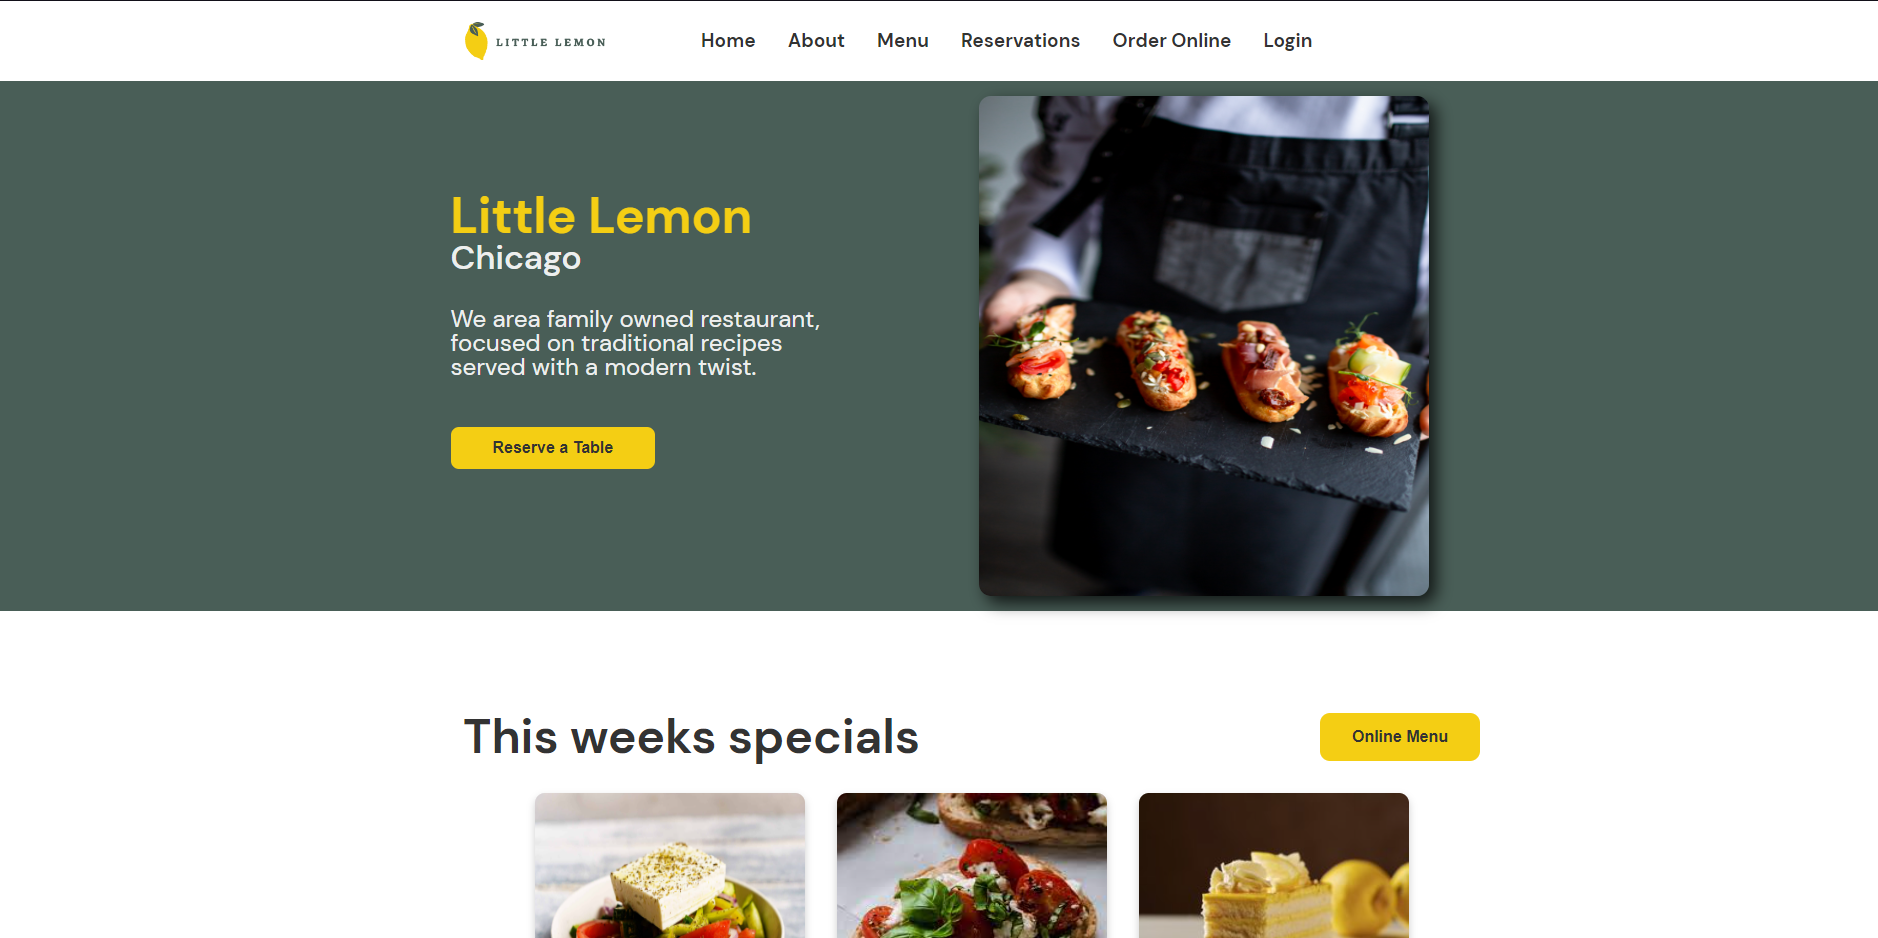 LITTLE LEMON
Home About Menu Reservations Order Online Login
Little Lemon
Chicago
We area family owned restaurant,
focused on traditional recipes
served with a modern twist.
Reserve a Table
This weeks specials
Online Menu